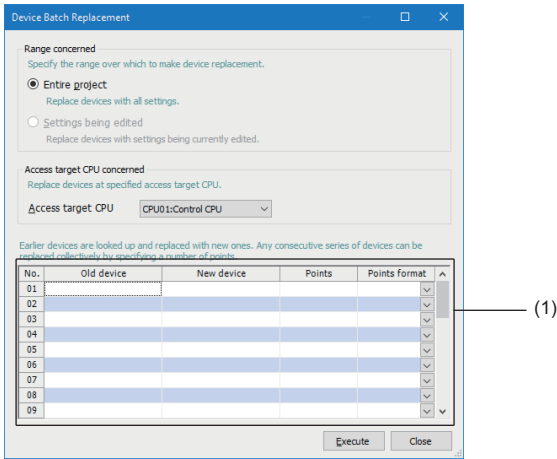 Device Batch Replacement
Range concerned
Specify the range over which to make device replacement.
Entire project
Replace devices with all settings.
Settings being edited
Replace devices with settings being currently edited.
Access target CPU concerned
Replace devices at specified access target CPU.
Access target CPU CPU01:Control CPU
Earlier devices are looked up and replaced with new ones. Any consecutive series of devices can be
replaced collectively by specifying a number of points.
No. Old device New device Points Points format
01
02
03
(1)
04
05
06
07
08
09
Execute Close